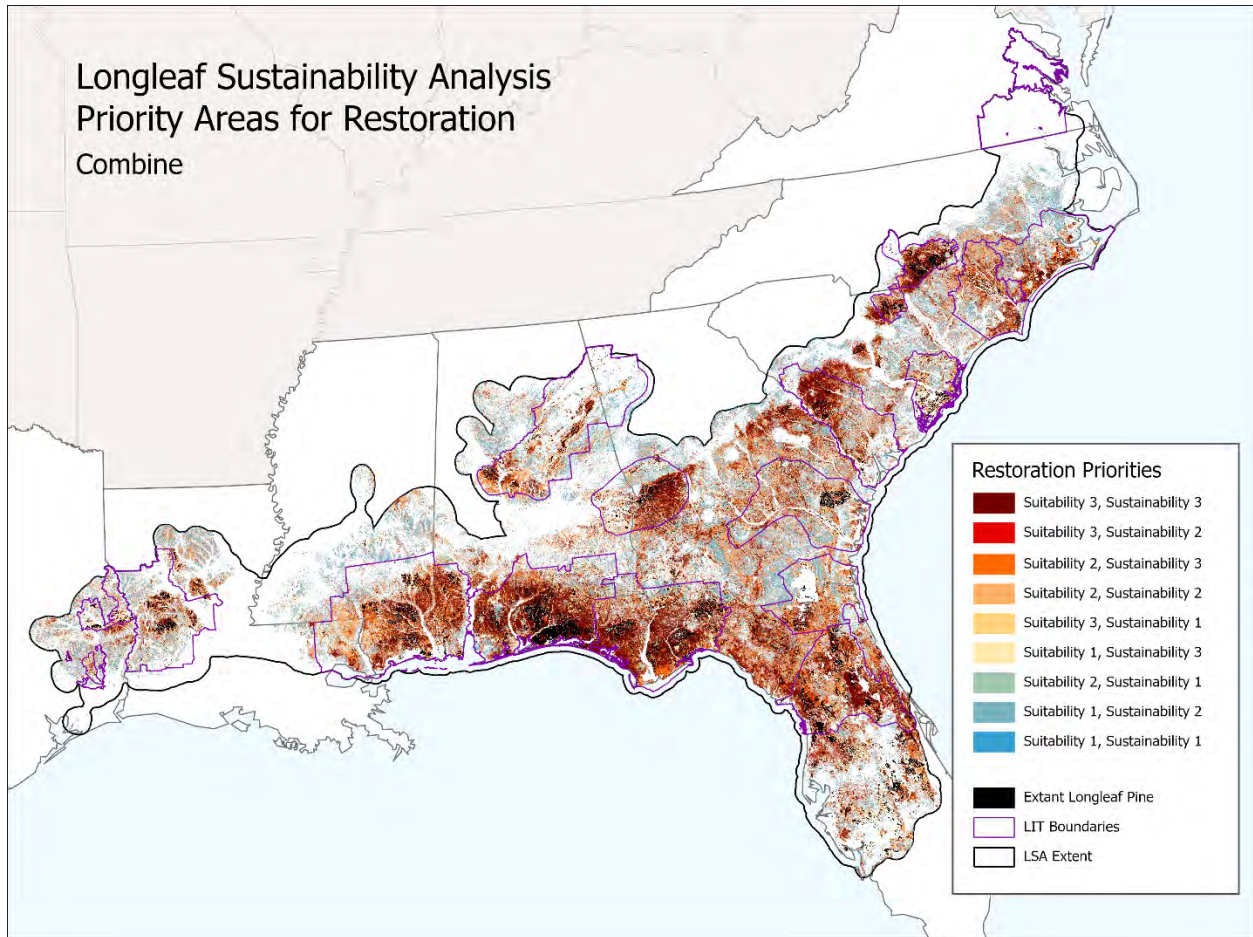 Longleaf Sustainability Analysis
Priority Areas for Restoration
Combine
Restoration Priorities
Suitability 3, Sustainability 3
Suitability 3, Sustainability 2
Suitability 2, Sustainability 3
Suitability 2, Sustainability 2
Suitability 3, Sustainability 1
Suitability 1, Sustainability 3
Suitability 2, Sustainability 1
Suitability 1, Sustainability 2
Suitability 1, Sustainability 1
Extant Longleaf Pine
LIT Boundaries
LSA Extent